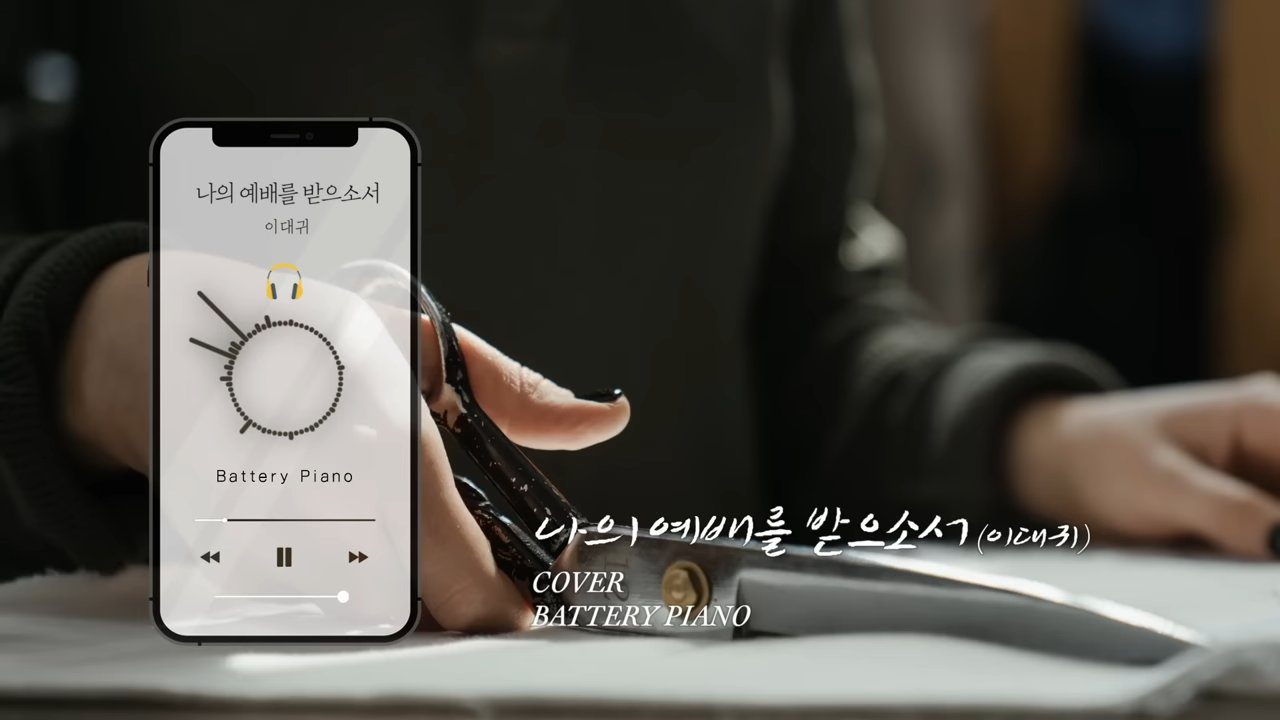 나의 예배를 받으소서
이대귀
Battery Piano
나의 예배를 받으소서 (이대귀)
COVER
BATTERY PIANO